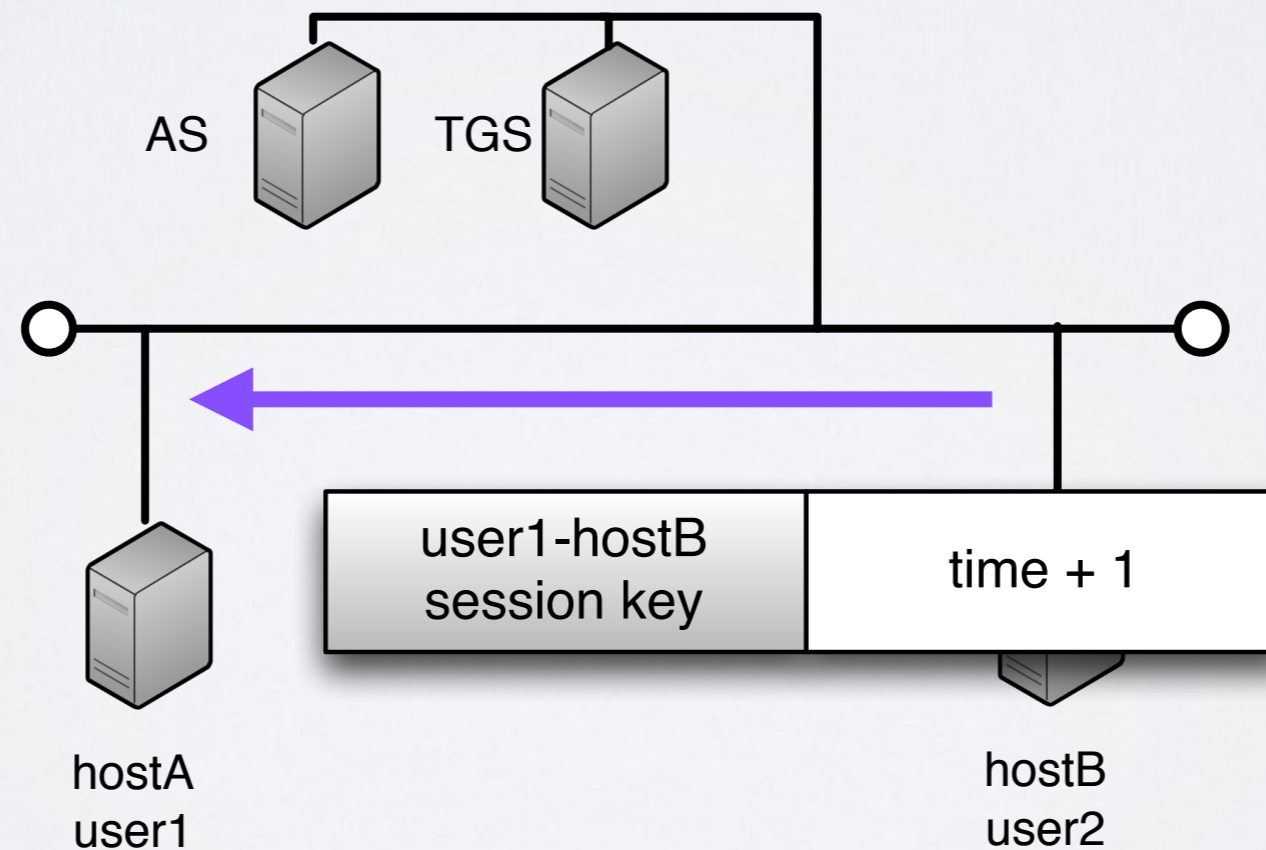 AS
TGS
user1-hostB
session key
time + 1
hostA
user1
hostB
user2